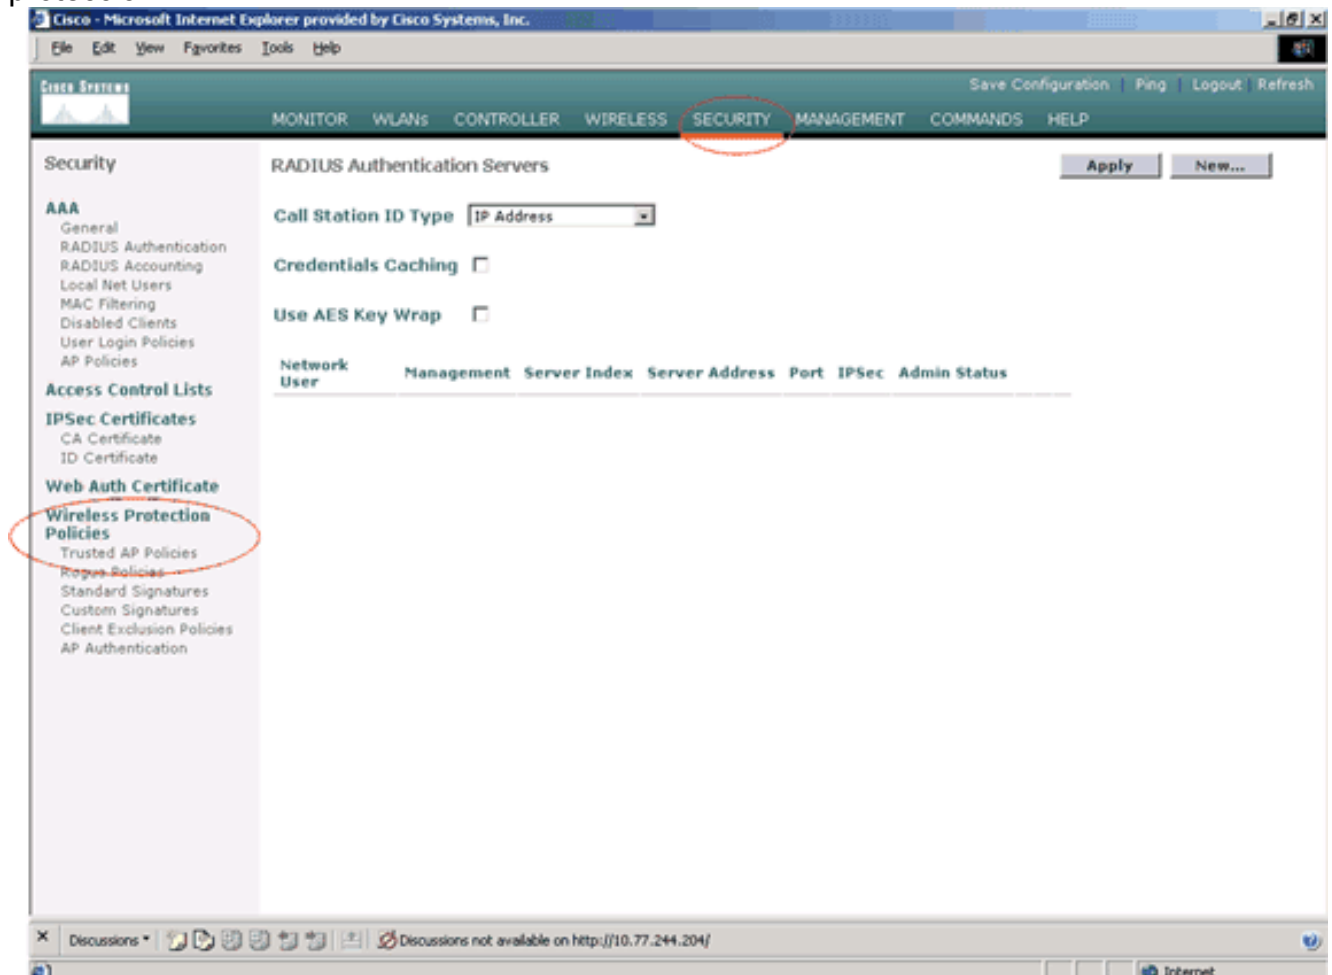 Cisco - Microsoft Internet Explorer provided by Cisco Systems, Inc.
File Edit View Favorites Tools Help
CISCO SYSTEMS
Save Configuration | Ping | Logout | Refresh
MONITOR WLANs CONTROLLER WIRELESS SECURITY MANAGEMENT COMMANDS HELP
Security
RADIUS Authentication Servers
Apply New...
AAA
General
RADIUS Authentication
RADIUS Accounting
Local Net Users
MAC Filtering
Disabled Clients
User Login Policies
AP Policies
Access Control Lists
IPSec Certificates
CA Certificate
ID Certificate
Web Auth Certificate
Wireless Protection
Policies
Trusted AP Policies
Rogue Policies
Standard Signatures
Custom Signatures
Client Exclusion Policies
AP Authentication
Call Station ID Type IP Address
Credentials Caching
Use AES Key Wrap
Network
User Management Server Index Server Address Port IPSec Admin Status
Discussions Discussions not available on http://10.77.244.204/
Internet